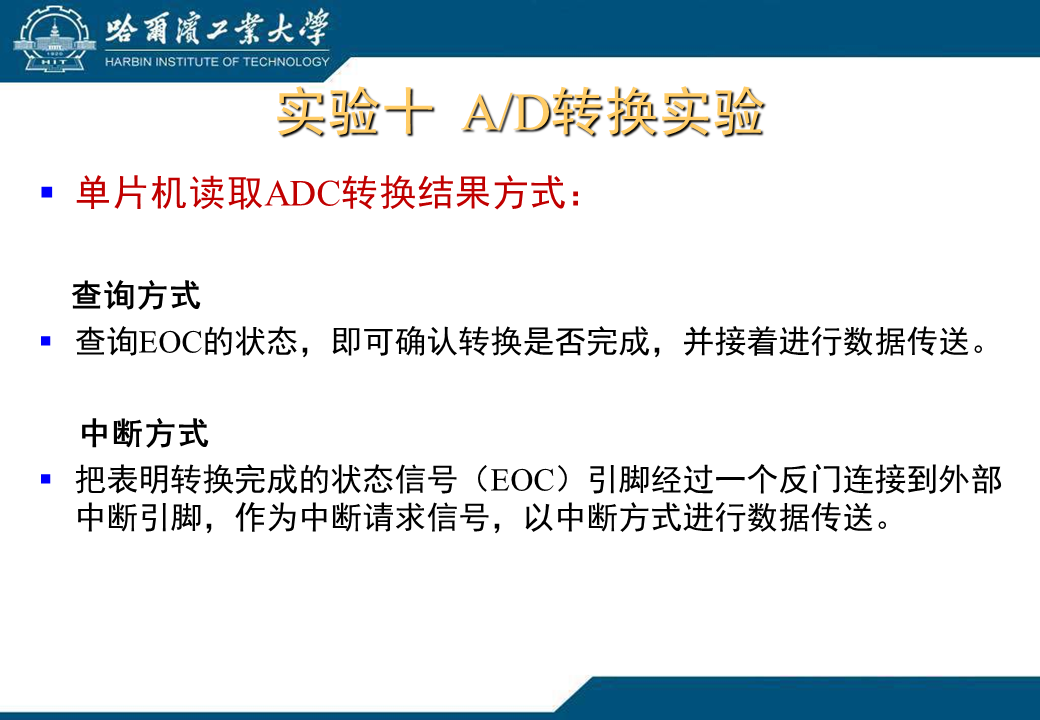 哈爾濱工業大學
HARBIN INSTITUTE OF TECHNOLOGY
1920
HIT
实验十 A/D转换实验
单片机读取ADC转换结果方式：
查询方式
查询EOC的状态，即可确认转换是否完成，并接着进行数据传送。
中断方式
把表明转换完成的状态信号（EOC）引脚经过一个反门连接到外部
中断引脚，作为中断请求信号，以中断方式进行数据传送。